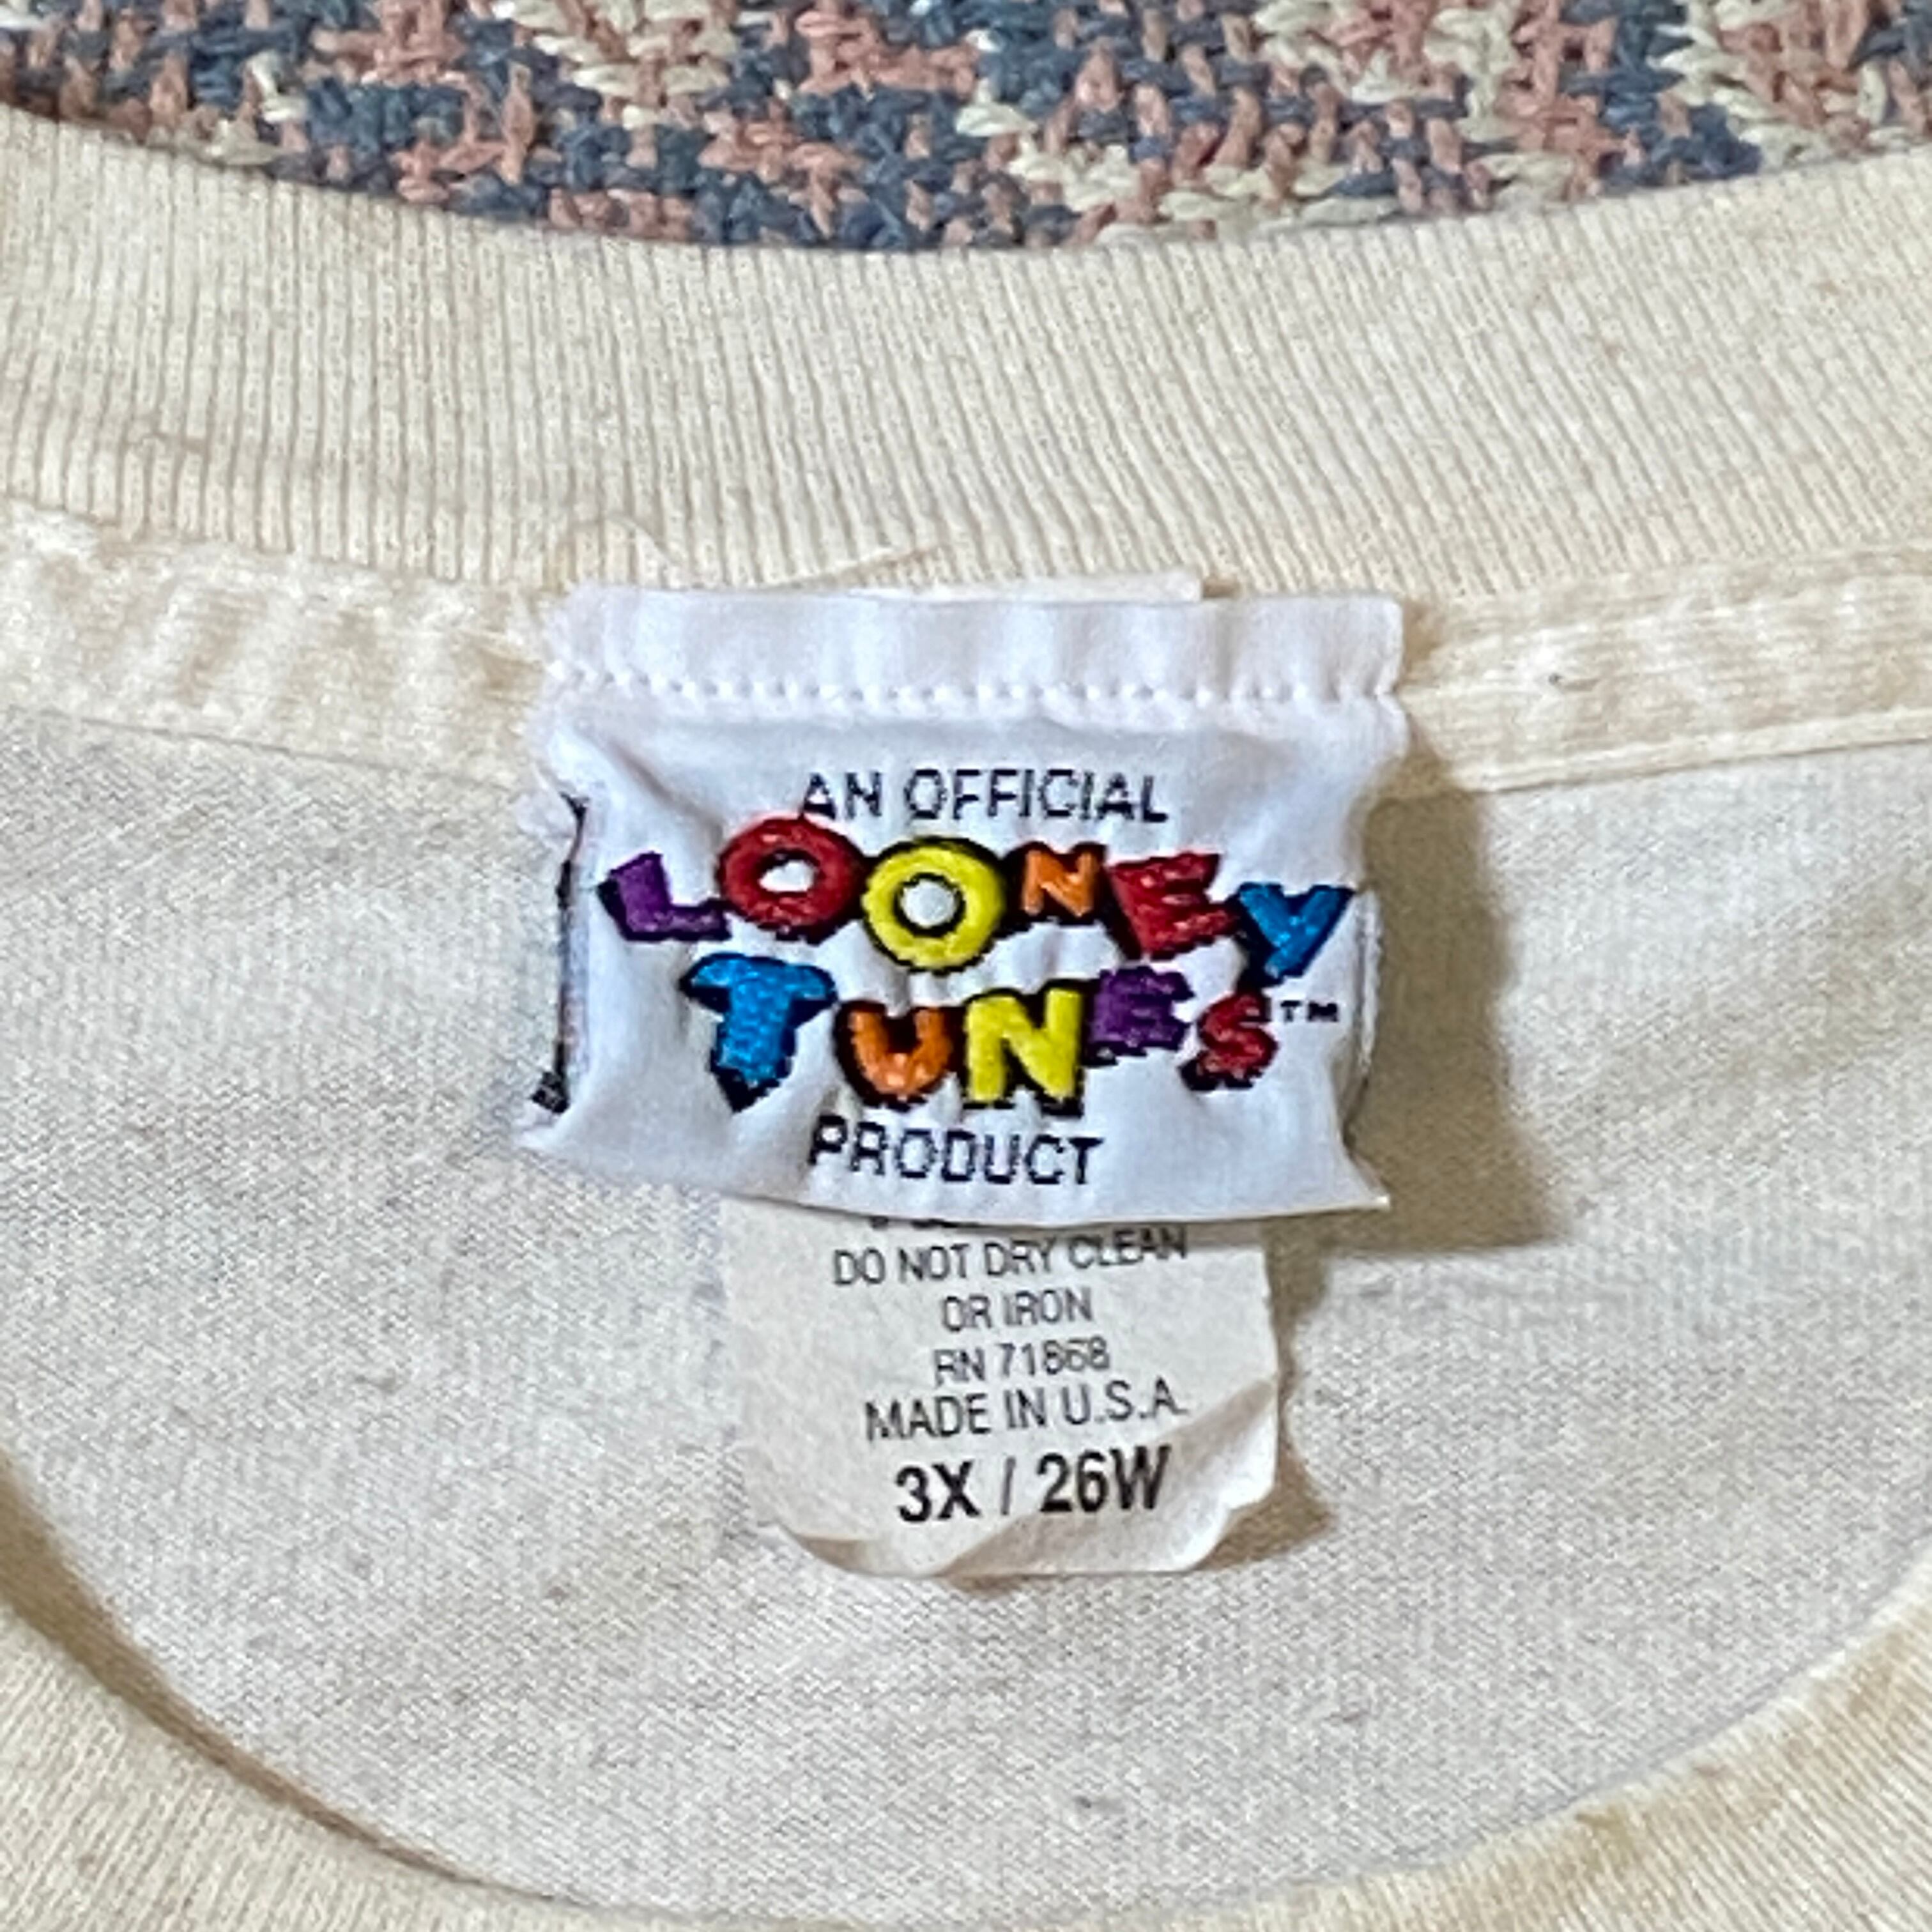 AN OFFICIAL
LOONEY
TUNES™
PRODUCT
DO NOT DRY CLEAN
OR IRON
RN 71868
MADE IN U.S.A.
3X / 26W